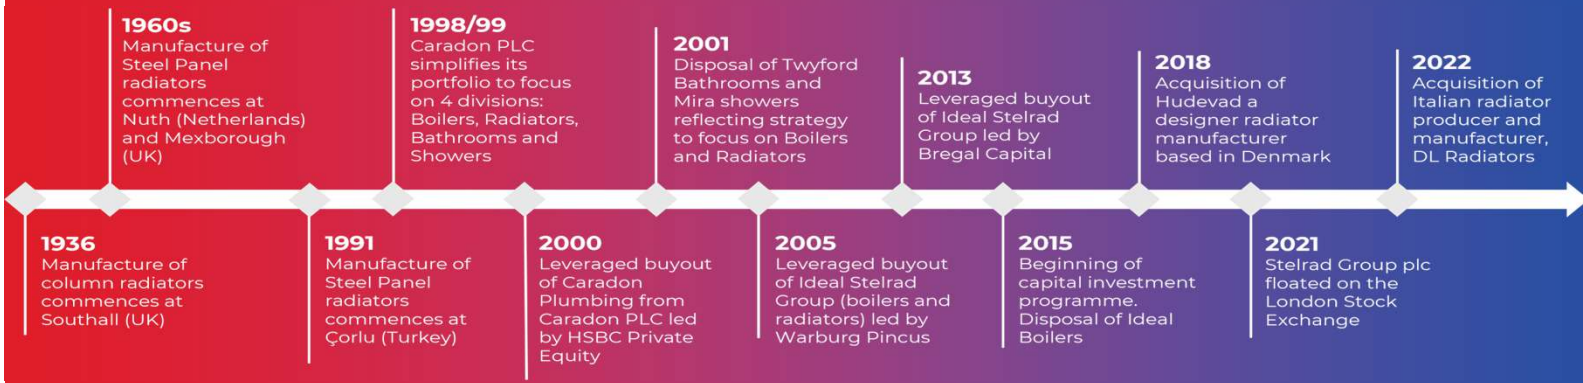 1960s
Manufacture of
Steel Panel
radiators
commences at
Nuth (Netherlands)
and Mexborough
(UK)
1998/99
Caradon PLC
simplifies its
portfolio to focus
on 4 divisions:
Boilers, Radiators,
Bathrooms and
Showers
2001
Disposal of Twyford
Bathrooms and
Mira showers
reflecting strategy
to focus on Boilers
and Radiators
2013
Leveraged buyout
of Ideal Stelrad
Group led by
Bregal Capital
2018
Acquisition of
Hudevad a
designer radiator
manufacturer
based in Denmark
2022
Acquisition of
Italian radiator
producer and
manufacturer,
DL Radiators
1936
Manufacture of
column radiators
commences at
Southall (UK)
1991
Manufacture of
Steel Panel
radiators
commences at
Çorlu (Turkey)
2000
Leveraged buyout
of Caradon
Plumbing from
Caradon PLC led
by HSBC Private
Equity
2005
Leveraged buyout
of Ideal Stelrad
Group (boilers and
radiators) led by
Warburg Pincus
2015
Beginning of
capital investment
programme.
Disposal of Ideal
Boilers
2021
Stelrad Group plc
floated on the
London Stock
Exchange